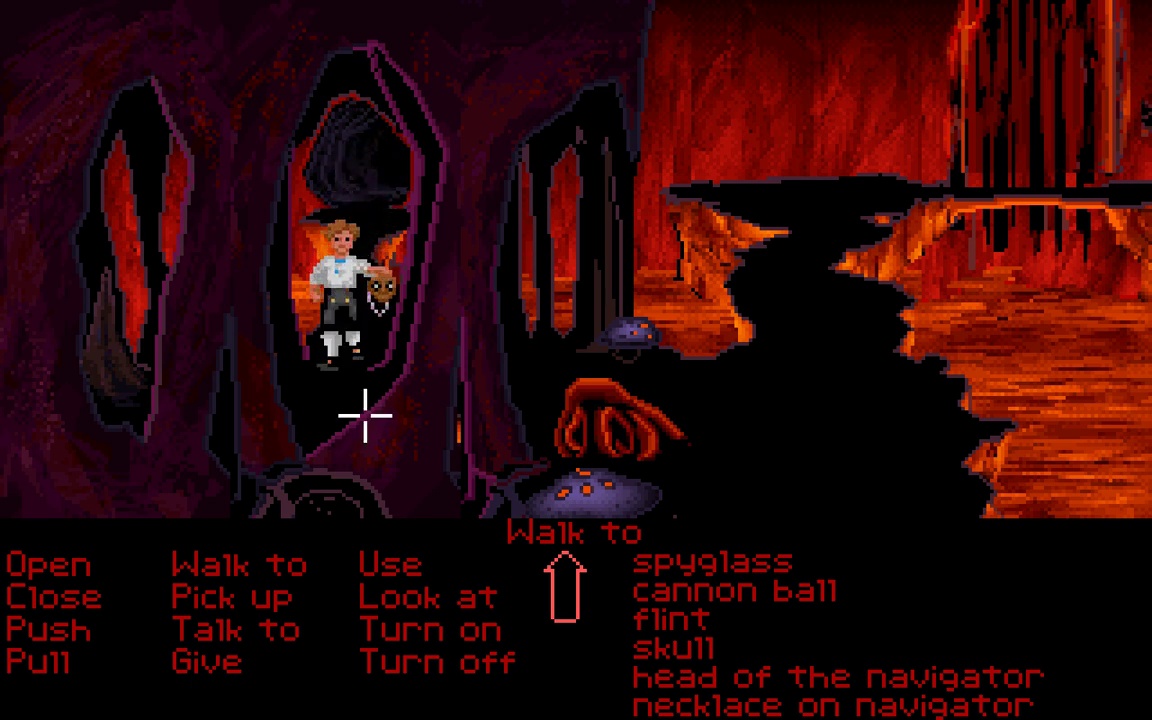 Walk to
Open Walk to Use
Close Pick up Look at
Push Talk to Turn on
Pull Give Turn off
spyglass
cannon ball
flint
skull
head of the navigator
necklace on navigator